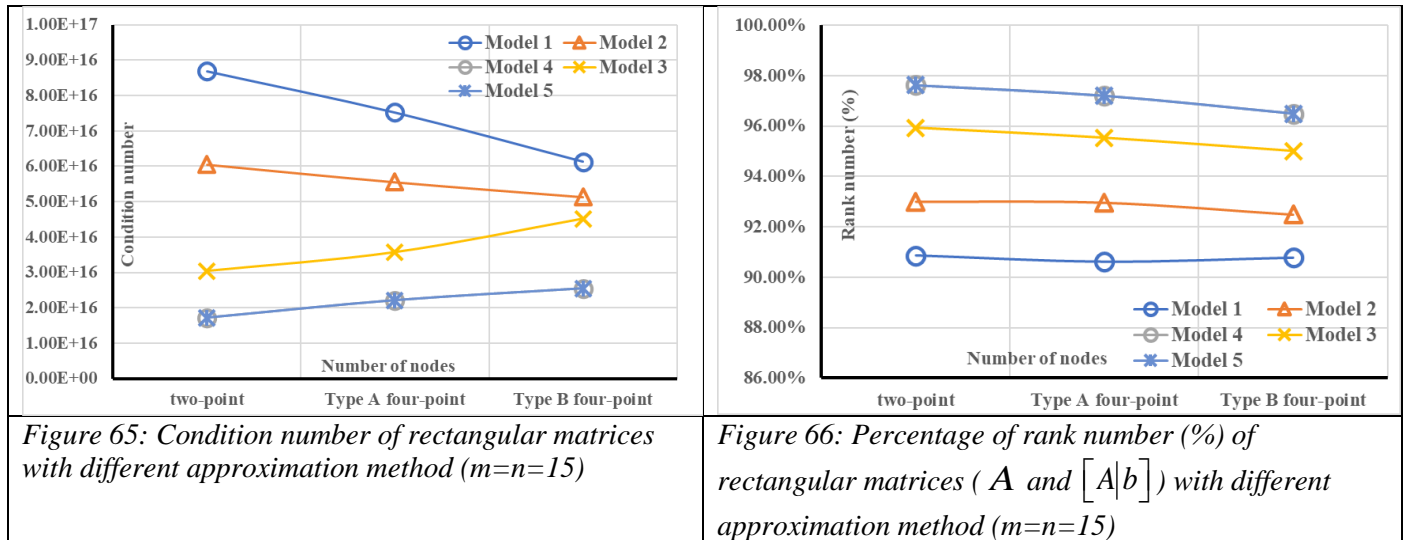 1.00E+17
9.00E+16
8.00E+16
7.00E+16
6.00E+16
5.00E+16
4.00E+16
3.00E+16
2.00E+16
1.00E+16
0.00E+00
Condition number
Model 1 Model 2
Model 4 Model 3
Model 5
Number of nodes
two-point Type A four-point Type B four-point
Figure 65: Condition number of rectangular matrices
with different approximation method (m=n=15)
100.00%
98.00%
96.00%
94.00%
92.00%
90.00%
88.00%
86.00%
Rank number (%)
Model 1 Model 2
Model 4 Model 3
Model 5
Number of nodes
two-point Type A four-point Type B four-point
Figure 66: Percentage of rank number (%) of
rectangular matrices ( A and [A|b] ) with different
approximation method (m=n=15)